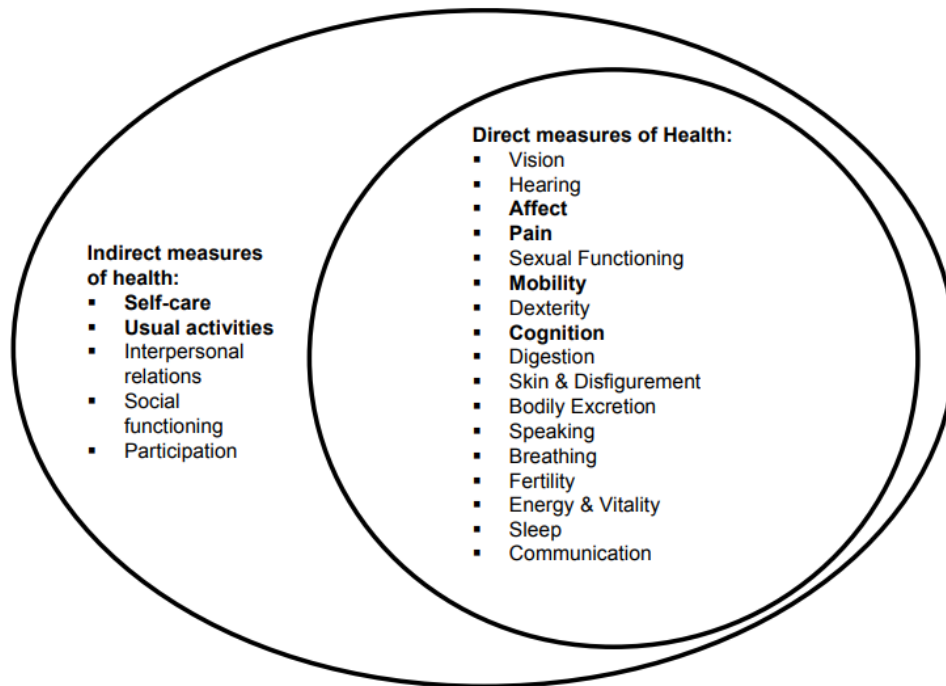 Indirect measures
of health:
▪ Self-care
▪ Usual activities
▪ Interpersonal
relations
▪ Social
functioning
▪ Participation
Direct measures of Health:
▪ Vision
▪ Hearing
▪ Affect
▪ Pain
▪ Sexual Functioning
▪ Mobility
▪ Dexterity
▪ Cognition
▪ Digestion
▪ Skin & Disfigurement
▪ Bodily Excretion
▪ Speaking
▪ Breathing
▪ Fertility
▪ Energy & Vitality
▪ Sleep
▪ Communication